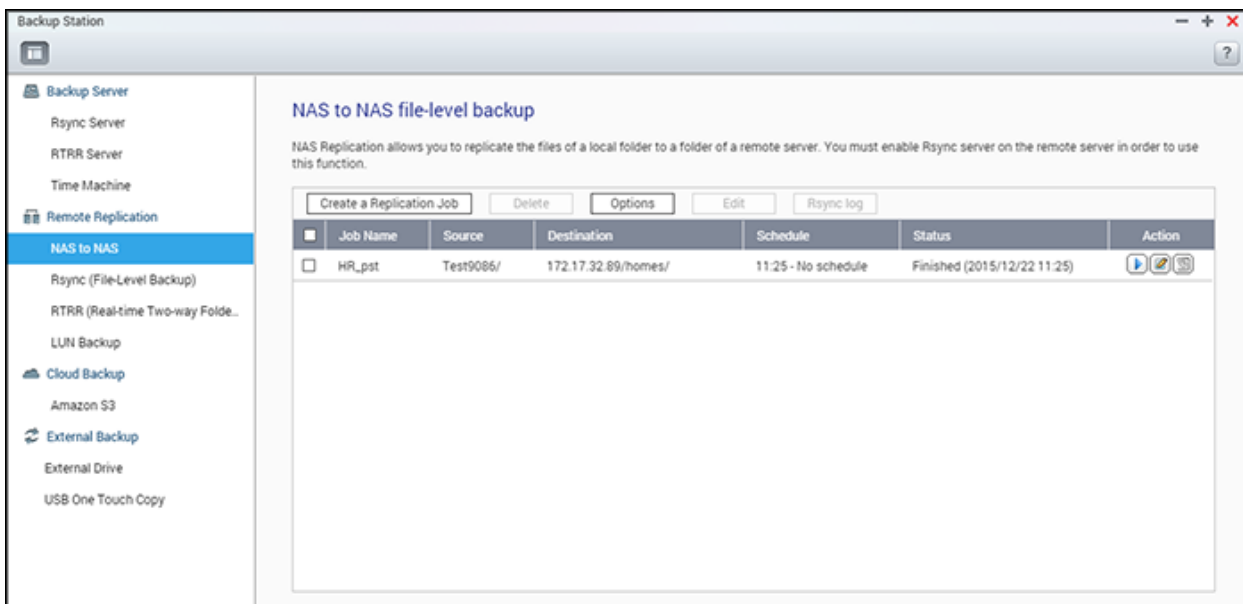 Backup Station
?
Backup Server
Rsync Server
RTRR Server
Time Machine
Remote Replication
NAS to NAS
Rsync (File-Level Backup)
RTRR (Real-time Two-way Folde...
LUN Backup
Cloud Backup
Amazon S3
External Backup
External Drive
USB One Touch Copy
NAS to NAS file-level backup
NAS Replication allows you to replicate the files of a local folder to a folder of a remote server. You must enable Rsync server on the remote server in order to use
this function.
Create a Replication Job Delete Options Edit Rsync log
Job Name Source Destination Schedule Status Action
HR_pst Test9086/ 172.17.32.89/homes/ 11:25 - No schedule Finished (2015/12/22 11:25)